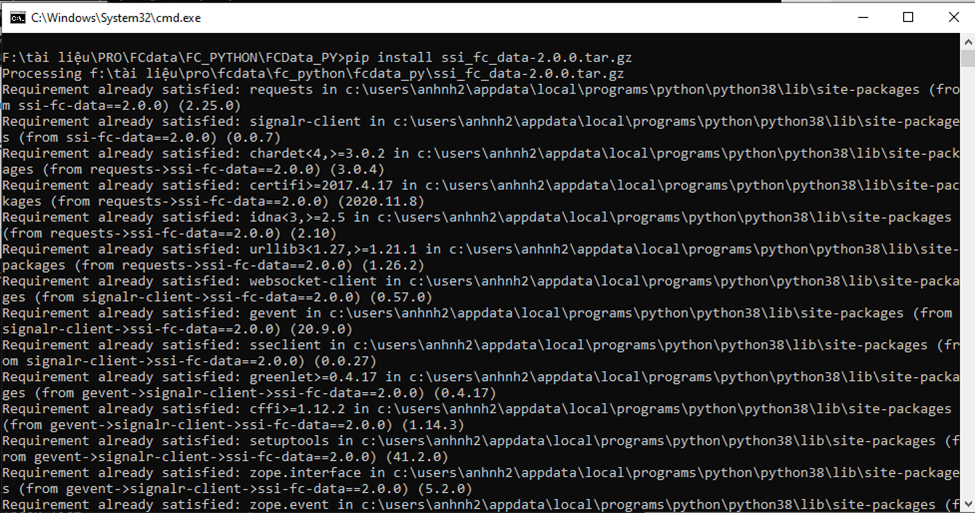 C:\Windows\System32\cmd.exe
F:\tài liệu\PRO\FCdata\FC_PYTHON\FCData_PY>pip install ssi_fc_data-2.0.0.tar.gz
Processing f:\tài liệu\pro\fcdata\fc_python\fcdata_py\ssi_fc_data-2.0.0.tar.gz
Requirement already satisfied: requests in c:\users\anhnh2\appdata\local\programs\python\python38\lib\site-packages (fro
m ssi-fc-data==2.0.0) (2.25.0)
Requirement already satisfied: signalr-client in c:\users\anhnh2\appdata\local\programs\python\python38\lib\site-package
s (from ssi-fc-data==2.0.0) (0.0.7)
Requirement already satisfied: chardet<4,>=3.0.2 in c:\users\anhnh2\appdata\local\programs\python\python38\lib\site-pack
ages (from requests->ssi-fc-data==2.0.0) (3.0.4)
Requirement already satisfied: certifi>=2017.4.17 in c:\users\anhnh2\appdata\local\programs\python\python38\lib\site-pac
kages (from requests->ssi-fc-data==2.0.0) (2020.11.8)
Requirement already satisfied: idna<3,>=2.5 in c:\users\anhnh2\appdata\local\programs\python\python38\lib\site-packages
(from requests->ssi-fc-data==2.0.0) (2.10)
Requirement already satisfied: urllib3<1.27,>=1.21.1 in c:\users\anhnh2\appdata\local\programs\python\python38\lib\site-
packages (from requests->ssi-fc-data==2.0.0) (1.26.2)
Requirement already satisfied: websocket-client in c:\users\anhnh2\appdata\local\programs\python\python38\lib\site-packa
ges (from signalr-client->ssi-fc-data==2.0.0) (0.57.0)
Requirement already satisfied: gevent in c:\users\anhnh2\appdata\local\programs\python\python38\lib\site-packages (from
signalr-client->ssi-fc-data==2.0.0) (20.9.0)
Requirement already satisfied: sseclient in c:\users\anhnh2\appdata\local\programs\python\python38\lib\site-packages (fr
om signalr-client->ssi-fc-data==2.0.0) (0.0.27)
Requirement already satisfied: greenlet>=0.4.17 in c:\users\anhnh2\appdata\local\programs\python\python38\lib\site-packa
ges (from gevent->signalr-client->ssi-fc-data==2.0.0) (0.4.17)
Requirement already satisfied: cffi>=1.12.2 in c:\users\anhnh2\appdata\local\programs\python\python38\lib\site-packages
(from gevent->signalr-client->ssi-fc-data==2.0.0) (1.14.3)
Requirement already satisfied: setuptools in c:\users\anhnh2\appdata\local\programs\python\python38\lib\site-packages (f
rom gevent->signalr-client->ssi-fc-data==2.0.0) (41.2.0)
Requirement already satisfied: zope.interface in c:\users\anhnh2\appdata\local\programs\python\python38\lib\site-package
s (from gevent->signalr-client->ssi-fc-data==2.0.0) (5.2.0)
Requirement already satisfied: zope.event in c:\users\anhnh2\appdata\local\programs\python\python38\lib\site-packages (f